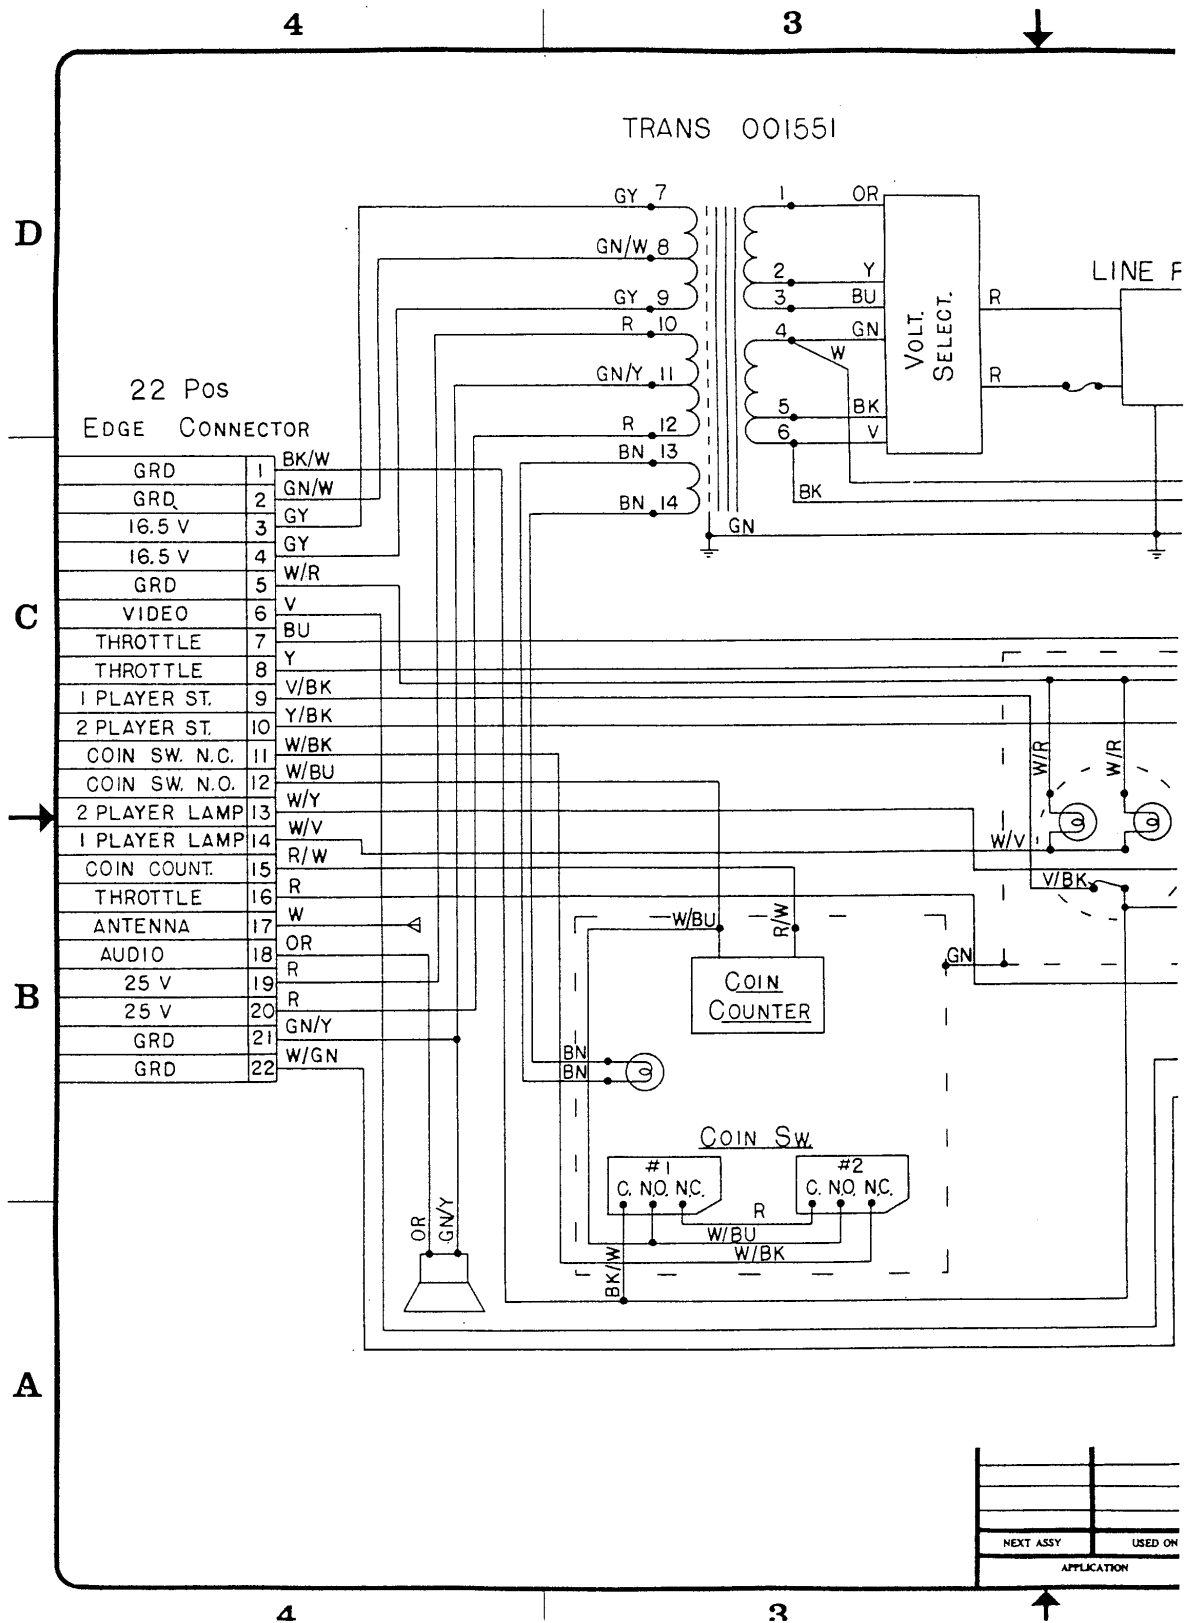 4 3
TRANS 001551
D
GY 7 1 OR
GN/W 8
2 Y
GY 9 3 BU R
LINE F
R 10 4 GN
W
VOLT.
SELECT.
GN/Y 11 R
5 BK
R 12 6 V
BN 13
BK
BN 14
GN
22 POS
EDGE CONNECTOR
GRD 1 BK/W
GRD 2 GN/W
16.5 V 3 GY
16.5 V 4 GY
GRD 5 W/R
C
VIDEO 6 V
THROTTLE 7 BU
THROTTLE 8 Y
1 PLAYER ST. 9 V/BK
2 PLAYER ST. 10 Y/BK
COIN SW. N.C. 11 W/BK
COIN SW. N.O. 12 W/BU
2 PLAYER LAMP 13 W/Y
1 PLAYER LAMP 14 W/V
COIN COUNT. 15 R/W
THROTTLE 16 R
ANTENNA 17 W
AUDIO 18 OR
25 V 19 R
B
25 V 20 R
GRD 21 GN/Y
GRD 22 W/GN
W/R W/R
W/V
V/BK
W/BU R/W
GN
COIN
COUNTER
BN
BN
COIN SW.
#1 #2
C. N.O. N.C. C. N.O. N.C.
R
W/BU
W/BK
BK/W
OR GN/Y
A
NEXT ASSY USED ON
APPLICATION
4 3